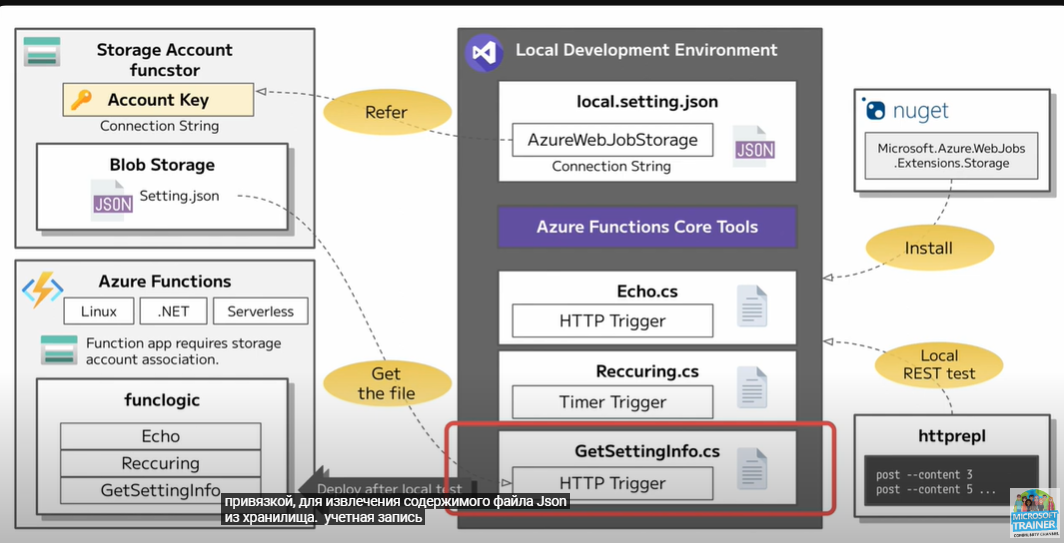 Storage Account
funcstor
Account Key
Connection String
Blob Storage
JSON
Setting.json
Azure Functions
Linux
.NET
Serverless
Function app requires storage
account association.
funclogic
Echo
Reccuring
GetSettingInfo
Refer
Get
the file
Deploy after local test
Local Development Environment
local.setting.json
AzureWebJobStorage
JSON
Connection String
Azure Functions Core Tools
Echo.cs
HTTP Trigger
Reccuring.cs
Timer Trigger
GetSettingInfo.cs
HTTP Trigger
nuget
Microsoft.Azure.WebJobs
.Extensions.Storage
Install
Local
REST test
httprepl
post --content 3
post --content 5 ...
привязкой, для извлечения содержимого файла Json
из хранилища. учетная запись
MICROSOFT
TRAINER
COMMUNITY CHANNEL